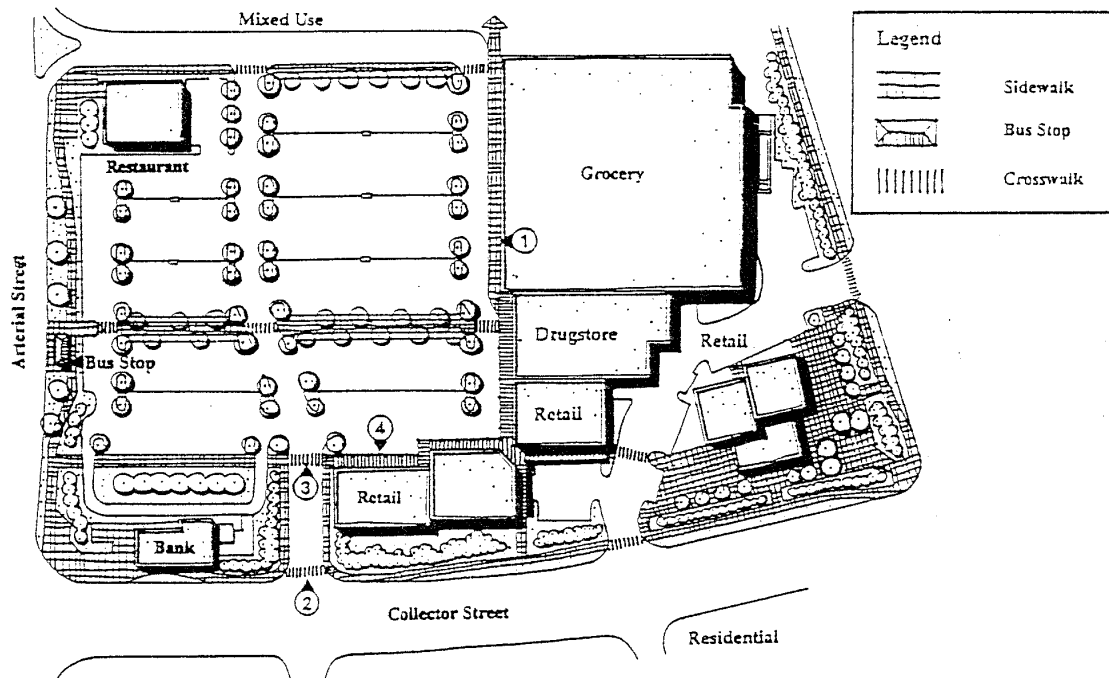 Mixed Use
Legend
Sidewalk
Bus Stop
Crosswalk
Restaurant
Grocery
1
Arterial Street
Bus Stop
Drugstore
Retail
Retail
4
3
Retail
Bank
2
Collector Street
Residential